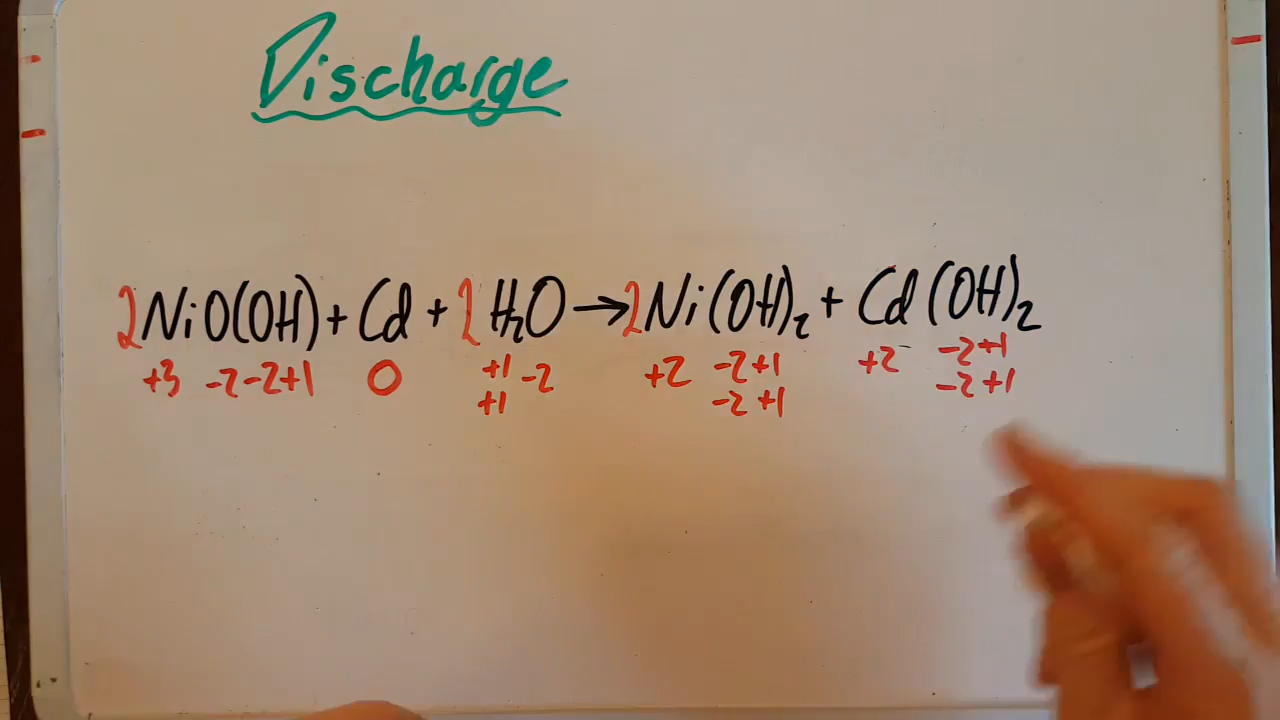 Discharge
2NiO(OH) + Cd + 2H₂O → 2Ni(OH)₂ + Cd(OH)₂
+3 -2 -2 +1 0 +1 -2 +2 -2 +1 +2 -2 +1
+1 -2 +1 -2 +1